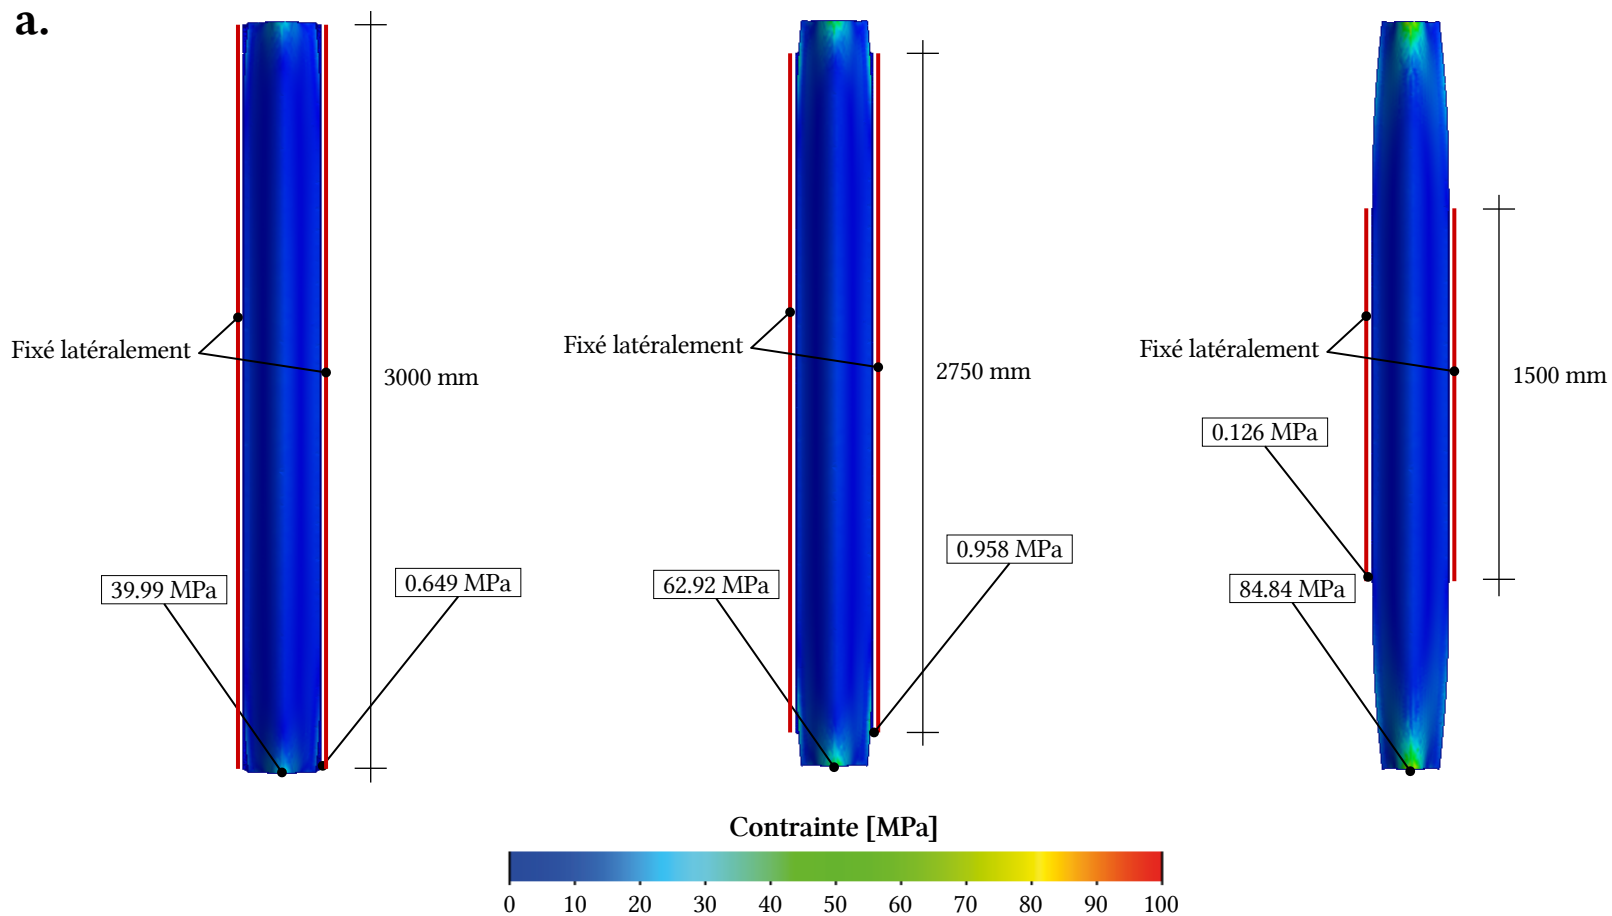 a.
Fixé latéralement
3000 mm
39.99 MPa
0.649 MPa
Fixé latéralement
2750 mm
62.92 MPa
0.958 MPa
Fixé latéralement
1500 mm
0.126 MPa
84.84 MPa
Contrainte [MPa]
0 10 20 30 40 50 60 70 80 90 100